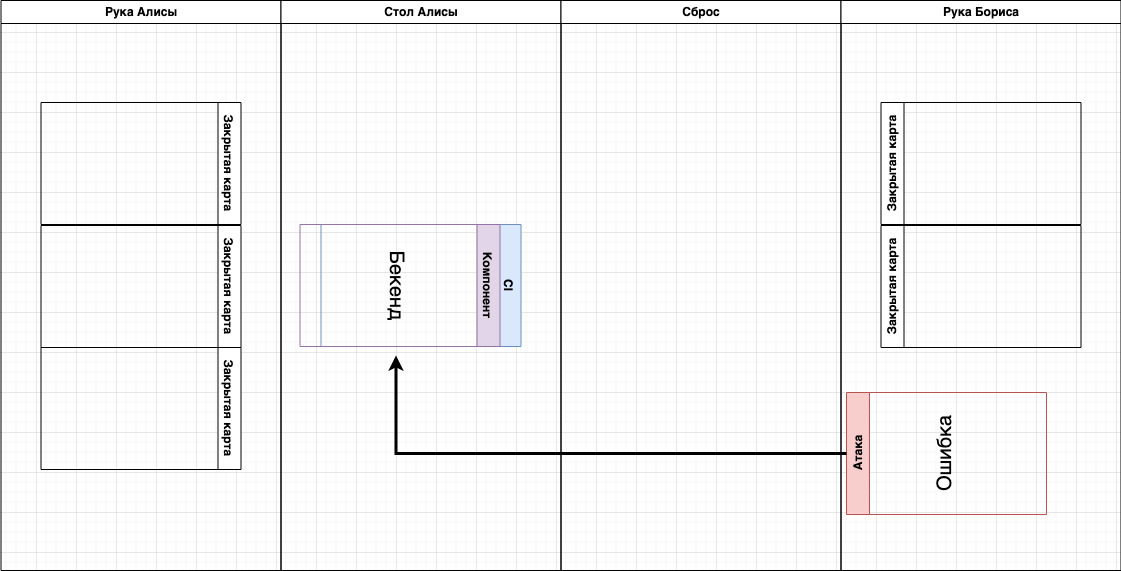 Рука Алисы
Стол Алисы
Сброс
Рука Бориса
Закрытая карта
Закрытая карта
Закрытая карта
Бекенд
Компонент
CI
Закрытая карта
Закрытая карта
Атака
Ошибка